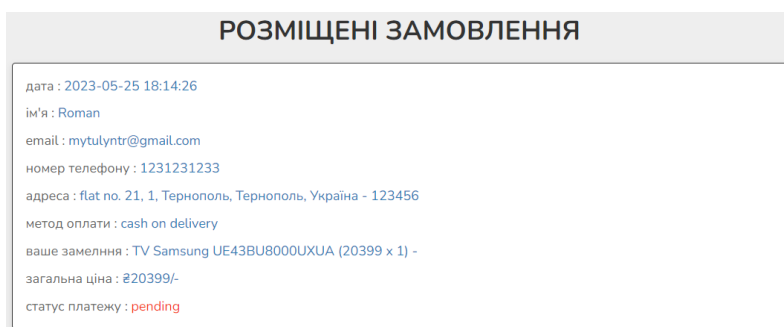 РОЗМІЩЕНІ ЗАМОВЛЕННЯ
дата : 2023-05-25 18:14:26
ім'я : Roman
email : mytulyntr@gmail.com
номер телефону : 1231231233
адреса : flat no. 21, 1, Тернополь, Тернополь, Україна - 123456
метод оплати : cash on delivery
ваше замелння : TV Samsung UE43BU8000UXUA (20399 x 1) -
загальна ціна : ₴20399/-
статус платежу : pending